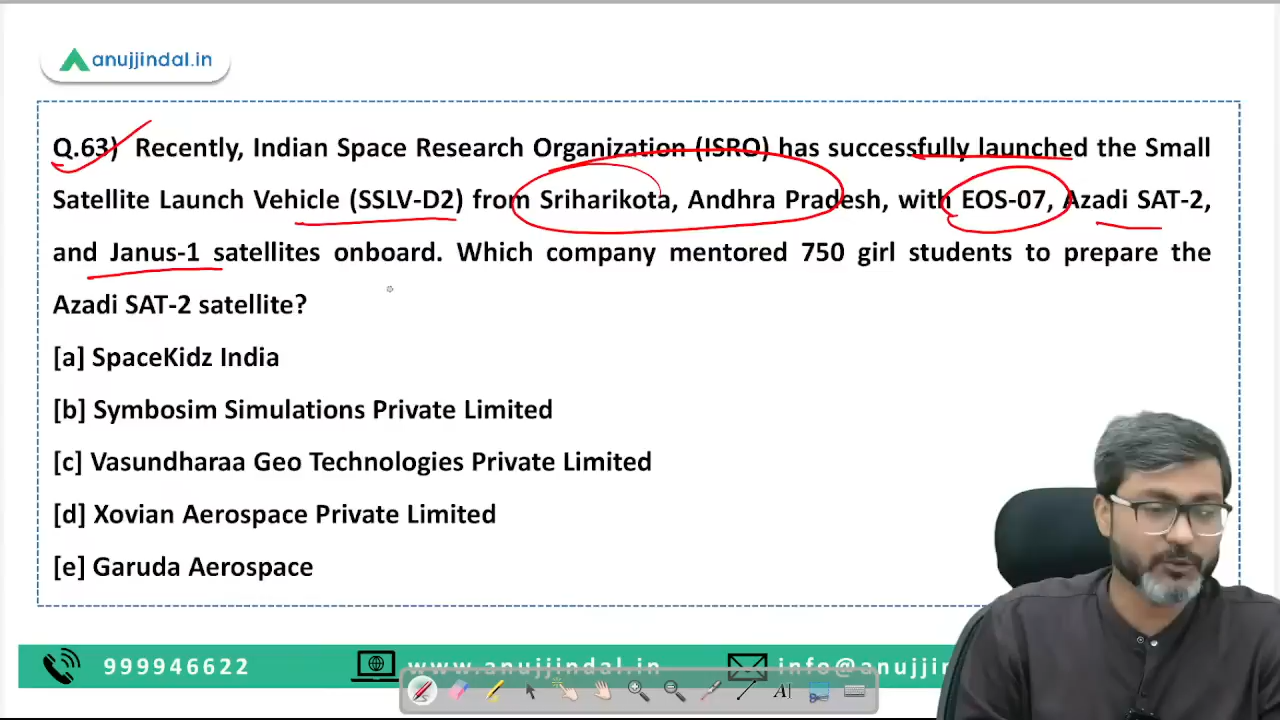 anujjindal.in
Q.63) Recently, Indian Space Research Organization (ISRO) has successfully launched the Small
Satellite Launch Vehicle (SSLV-D2) from Sriharikota, Andhra Pradesh, with EOS-07, Azadi SAT-2,
and Janus-1 satellites onboard. Which company mentored 750 girl students to prepare the
Azadi SAT-2 satellite?
[a] SpaceKidz India
[b] Symbosim Simulations Private Limited
[c] Vasundharaa Geo Technologies Private Limited
[d] Xovian Aerospace Private Limited
[e] Garuda Aerospace
999946622 www.anujjindal.in info@anujji
A